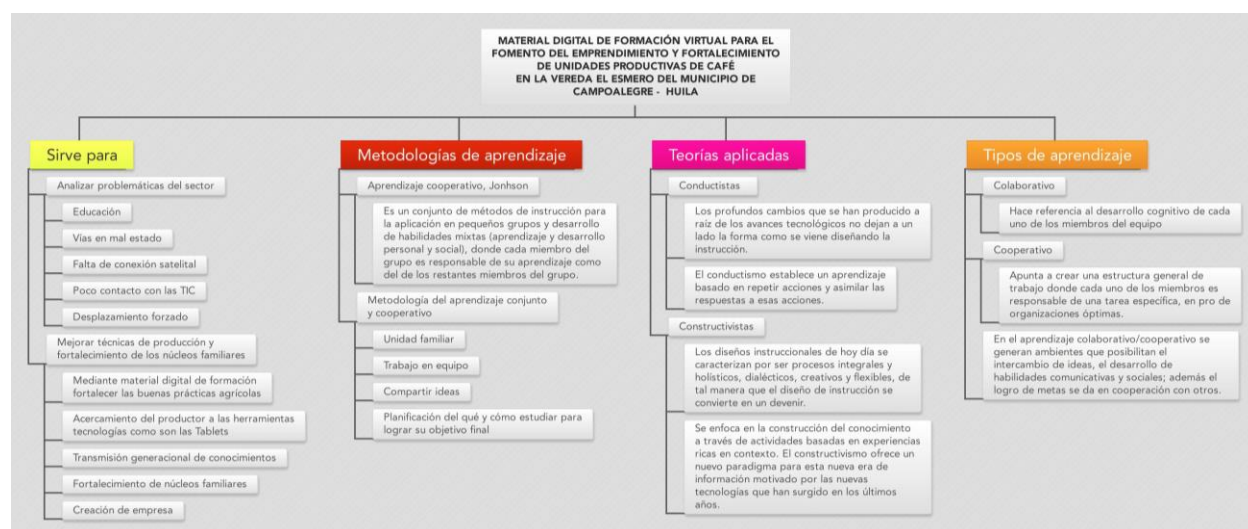 MATERIAL DIGITAL DE FORMACIÓN VIRTUAL PARA EL
FOMENTO DEL EMPRENDIMIENTO Y FORTALECIMIENTO
DE UNIDADES PRODUCTIVAS DE CAFÉ
EN LA VEREDA EL ESMERO DEL MUNICIPIO DE
CAMPOALEGRE - HUILA
Sirve para
Analizar problemáticas del sector
Educación
Vías en mal estado
Falta de conexión satelital
Poco contacto con las TIC
Desplazamiento forzado
Mejorar técnicas de producción y
fortalecimiento de los núcleos familiares
Mediante material digital de formación
fortalecer las buenas prácticas agrícolas
Acercamiento del productor a las herramientas
tecnologías como son las Tablets
Transmisión generacional de conocimientos
Fortalecimiento de núcleos familiares
Creación de empresa
Metodologías de aprendizaje
Aprendizaje cooperativo, Jonhson
Es un conjunto de métodos de instrucción para
la aplicación en pequeños grupos y desarrollo
de habilidades mixtas (aprendizaje y desarrollo
personal y social), donde cada miembro del
grupo es responsable de su aprendizaje como
del de los restantes miembros del grupo.
Metodología del aprendizaje conjunto
y cooperativo
Unidad familiar
Trabajo en equipo
Compartir ideas
Planificación del qué y cómo estudiar para
lograr su objetivo final
Teorías aplicadas
Conductistas
Los profundos cambios que se han producido a
raíz de los avances tecnológicos no dejan a un
lado la forma como se viene diseñando la
instrucción.
El conductismo establece un aprendizaje
basado en repetir acciones y asimilar las
respuestas a esas acciones.
Constructivistas
Los diseños instruccionales de hoy día se
caracterizan por ser procesos integrales y
holísticos, dialécticos, creativos y flexibles, de
tal manera que el diseño de instrucción se
convierte en un devenir.
Se enfoca en la construcción del conocimiento
a través de actividades basadas en experiencias
ricas en contexto. El constructivismo ofrece un
nuevo paradigma para esta nueva era de
información motivado por las nuevas
tecnologías que han surgido en los últimos
años.
Tipos de aprendizaje
Colaborativo
Hace referencia al desarrollo cognitivo de cada
uno de los miembros del equipo
Cooperativo
Apunta a crear una estructura general de
trabajo donde cada uno de los miembros es
responsable de una tarea específica, en pro de
organizaciones óptimas.
En el aprendizaje colaborativo/cooperativo se
generan ambientes que posibilitan el
intercambio de ideas, el desarrollo de
habilidades comunicativas y sociales; además el
logro de metas se da en cooperación con otros.